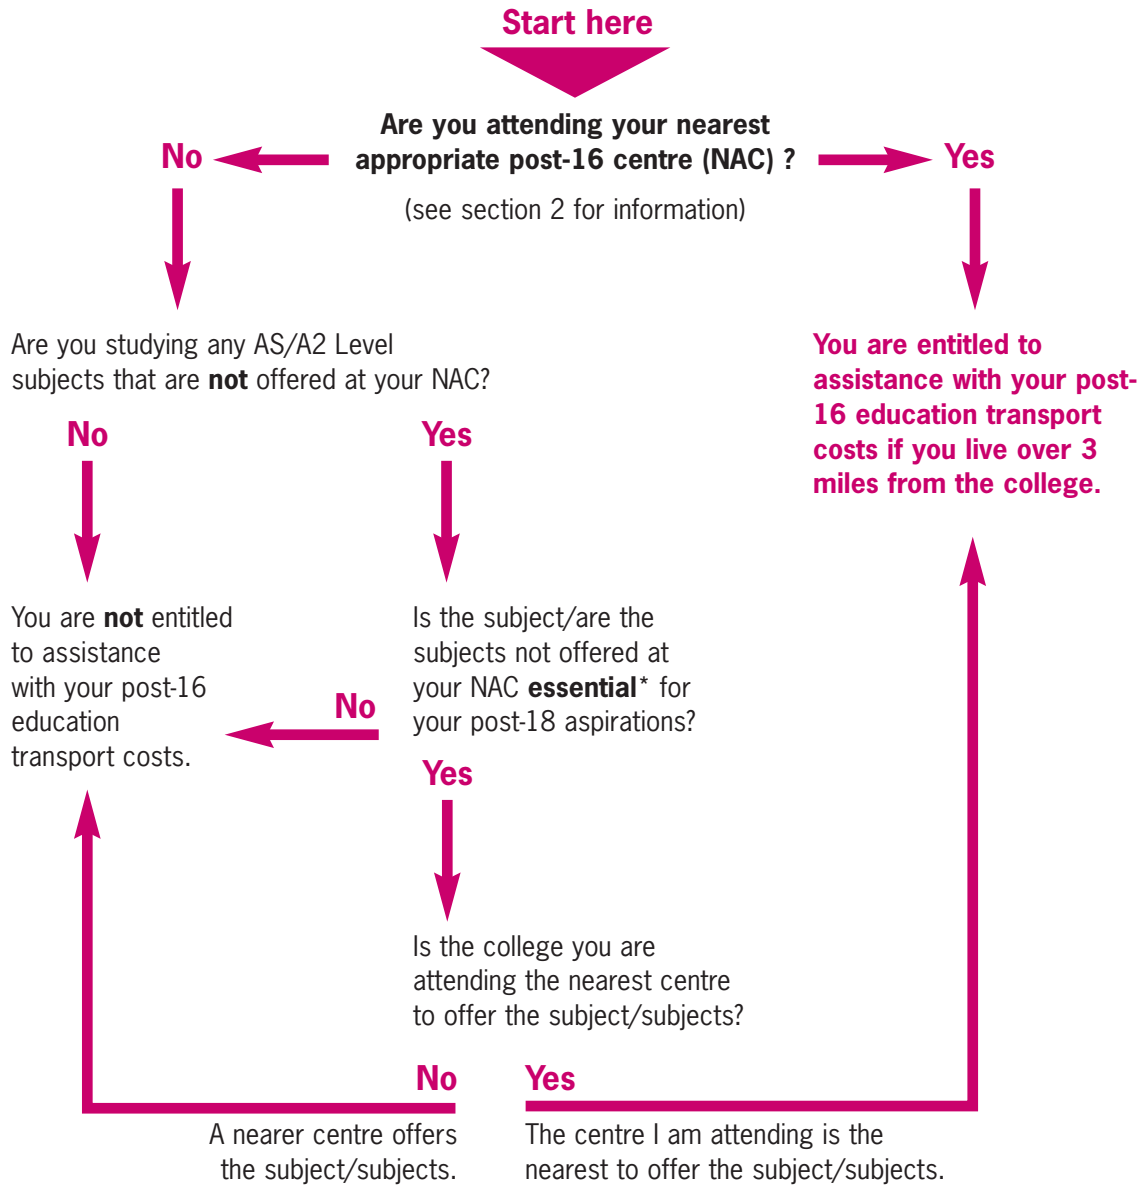 Start here
Are you attending your nearest
appropriate post-16 centre (NAC) ?
(see section 2 for information)
No
Yes
Are you studying any AS/A2 Level
subjects that are not offered at your NAC?
You are entitled to
assistance with your post-
16 education transport
costs if you live over 3
miles from the college.
No
Yes
You are not entitled
to assistance
with your post-16
education
transport costs.
Is the subject/are the
subjects not offered at
your NAC essential* for
your post-18 aspirations?
No
Yes
Is the college you are
attending the nearest centre
to offer the subject/subjects?
No
Yes
A nearer centre offers
the subject/subjects.
The centre I am attending is the
nearest to offer the subject/subjects.